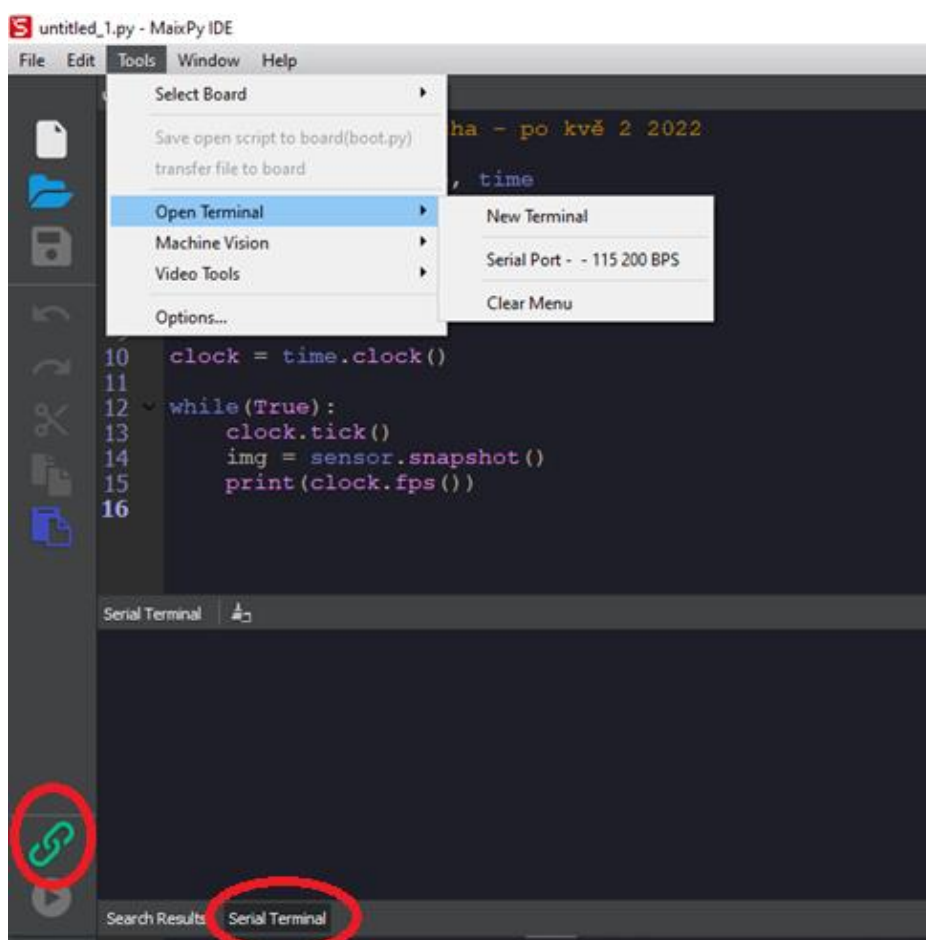 untitled_1.py - MaixPy IDE
File Edit Tools Window Help
Select Board
Save open script to board(boot.py)
transfer file to board
Open Terminal
Machine Vision
Video Tools
Options...
New Terminal
Serial Port - - 115 200 BPS
Clear Menu
ha - po kvě 2 2022
, time
10 clock = time.clock()
11
12 while(True):
13 clock.tick()
14 img = sensor.snapshot()
15 print(clock.fps())
16
Serial Terminal
Search Results Serial Terminal